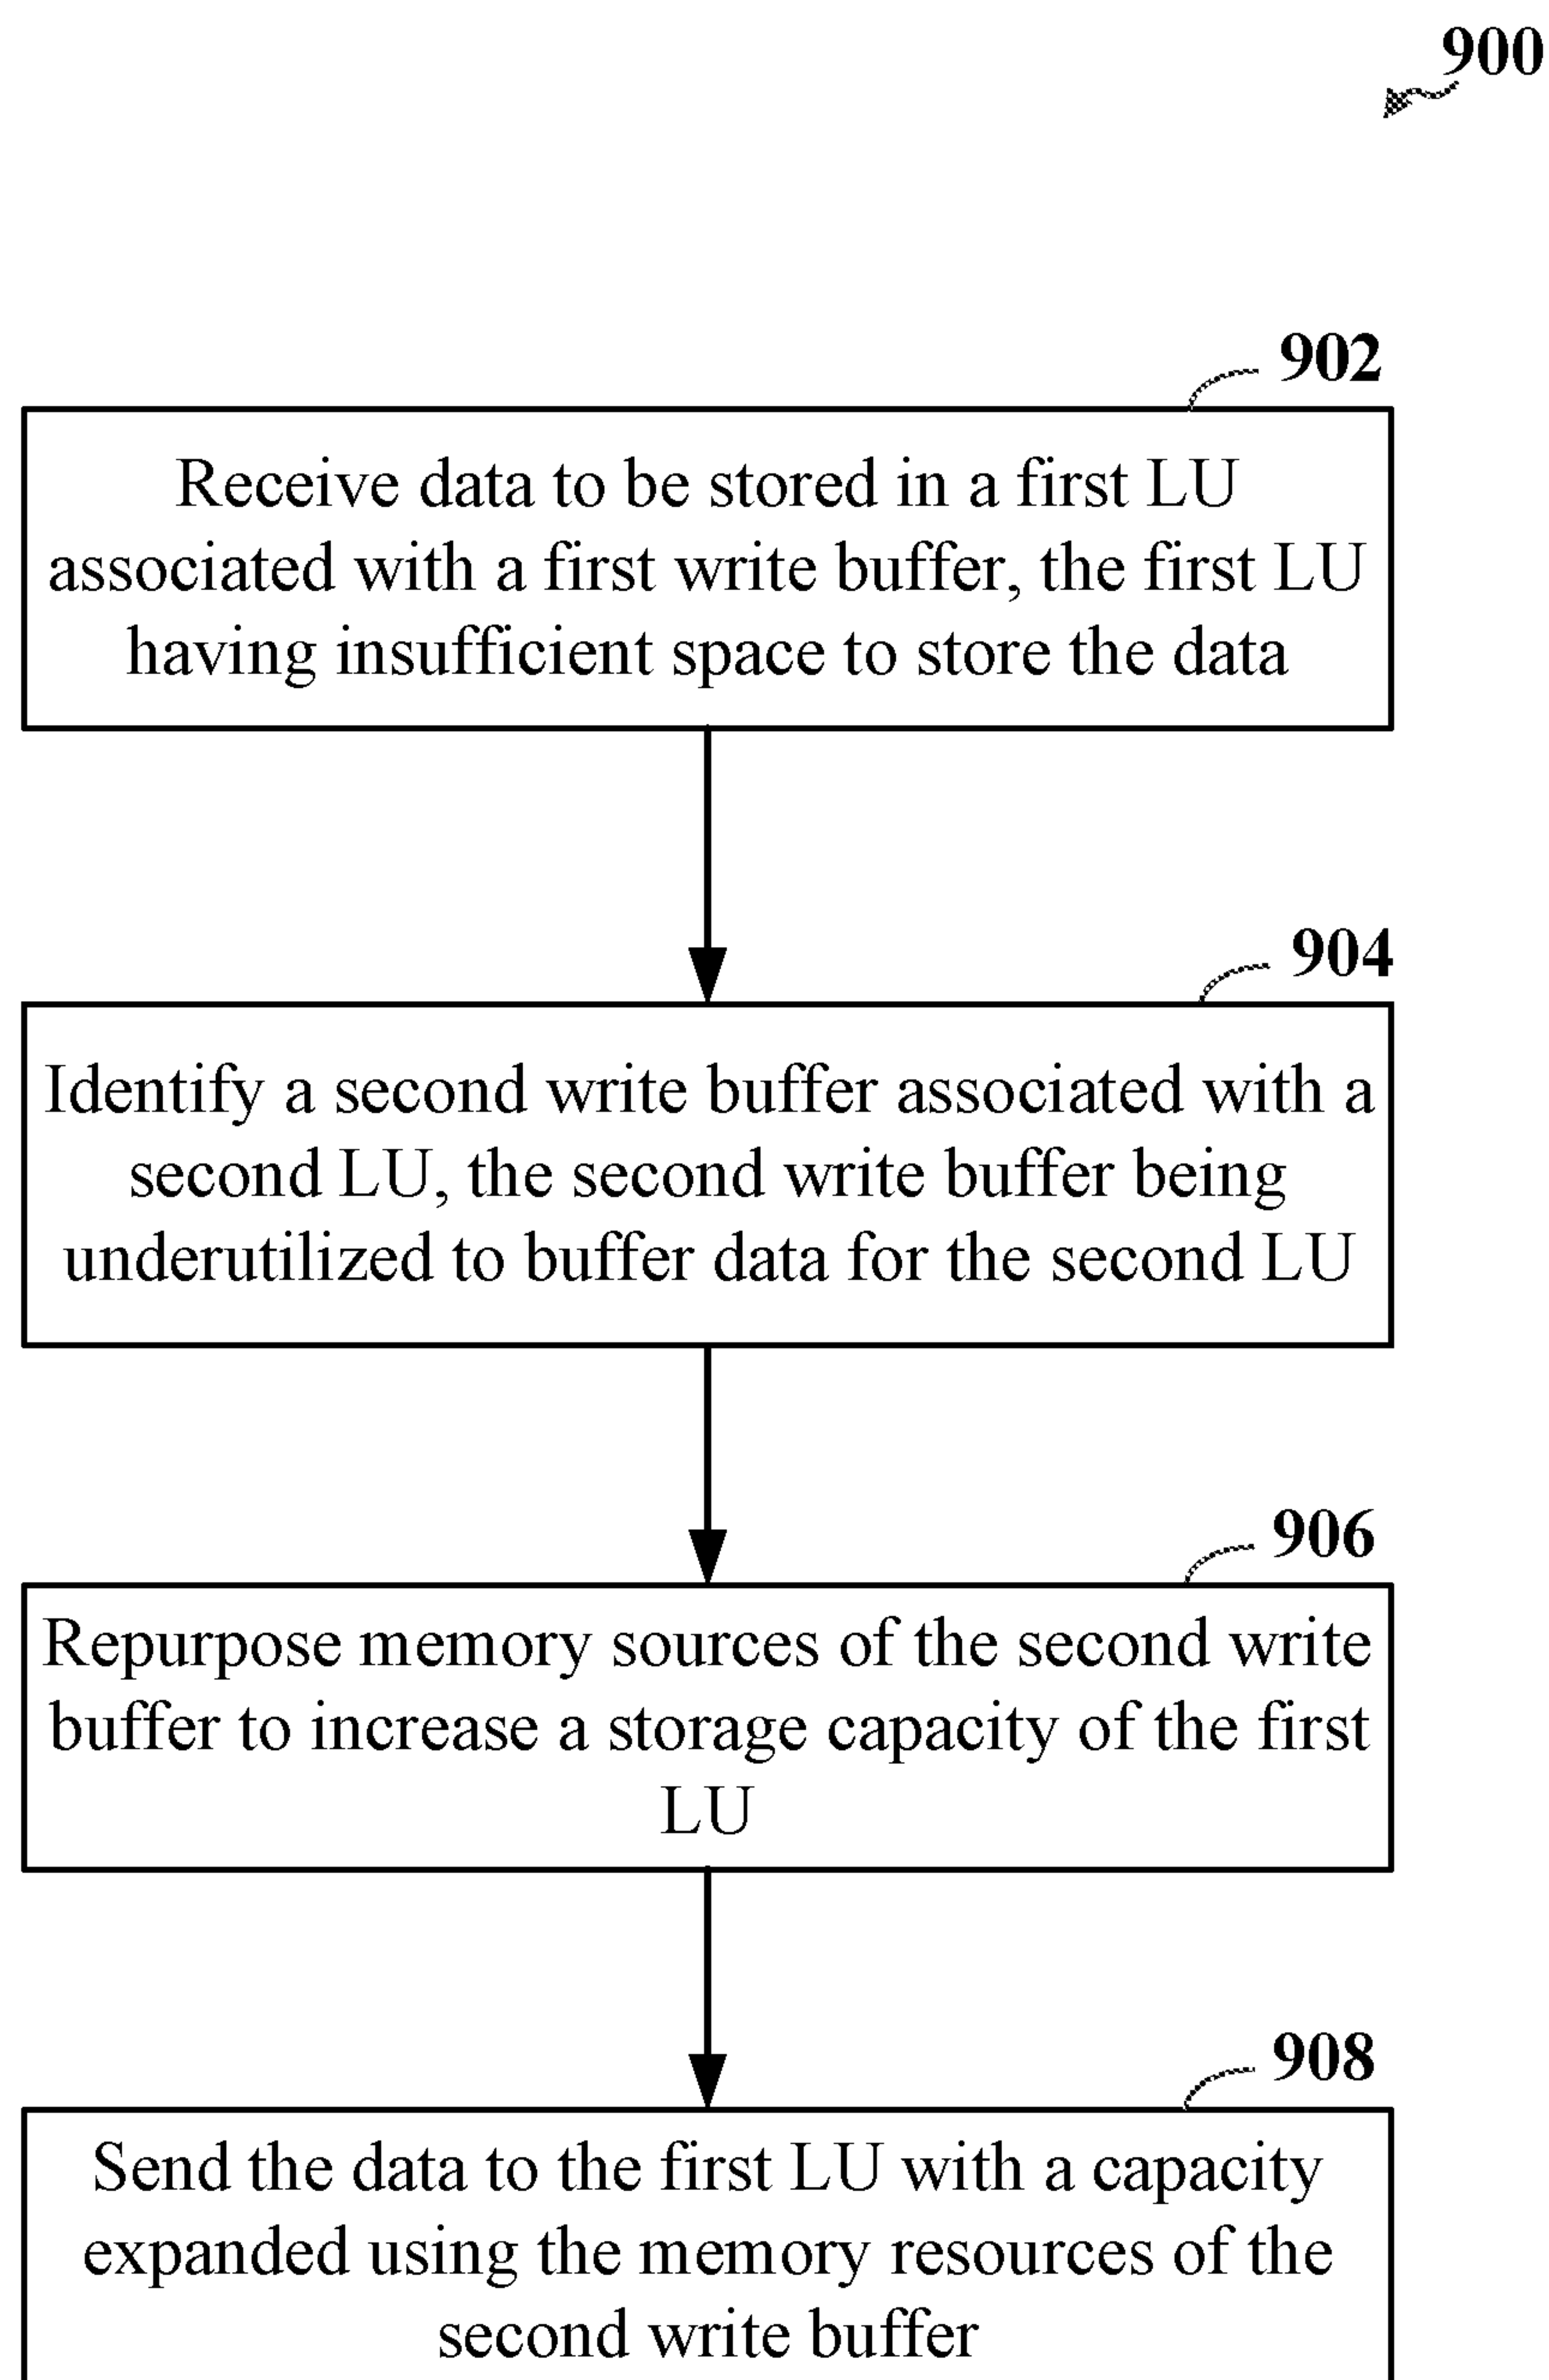 900
902
Receive data to be stored in a first LU
associated with a first write buffer, the first LU
having insufficient space to store the data
904
Identify a second write buffer associated with a
second LU, the second write buffer being
underutilized to buffer data for the second LU
906
Repurpose memory sources of the second write
buffer to increase a storage capacity of the first
LU
908
Send the data to the first LU with a capacity
expanded using the memory resources of the
second write buffer